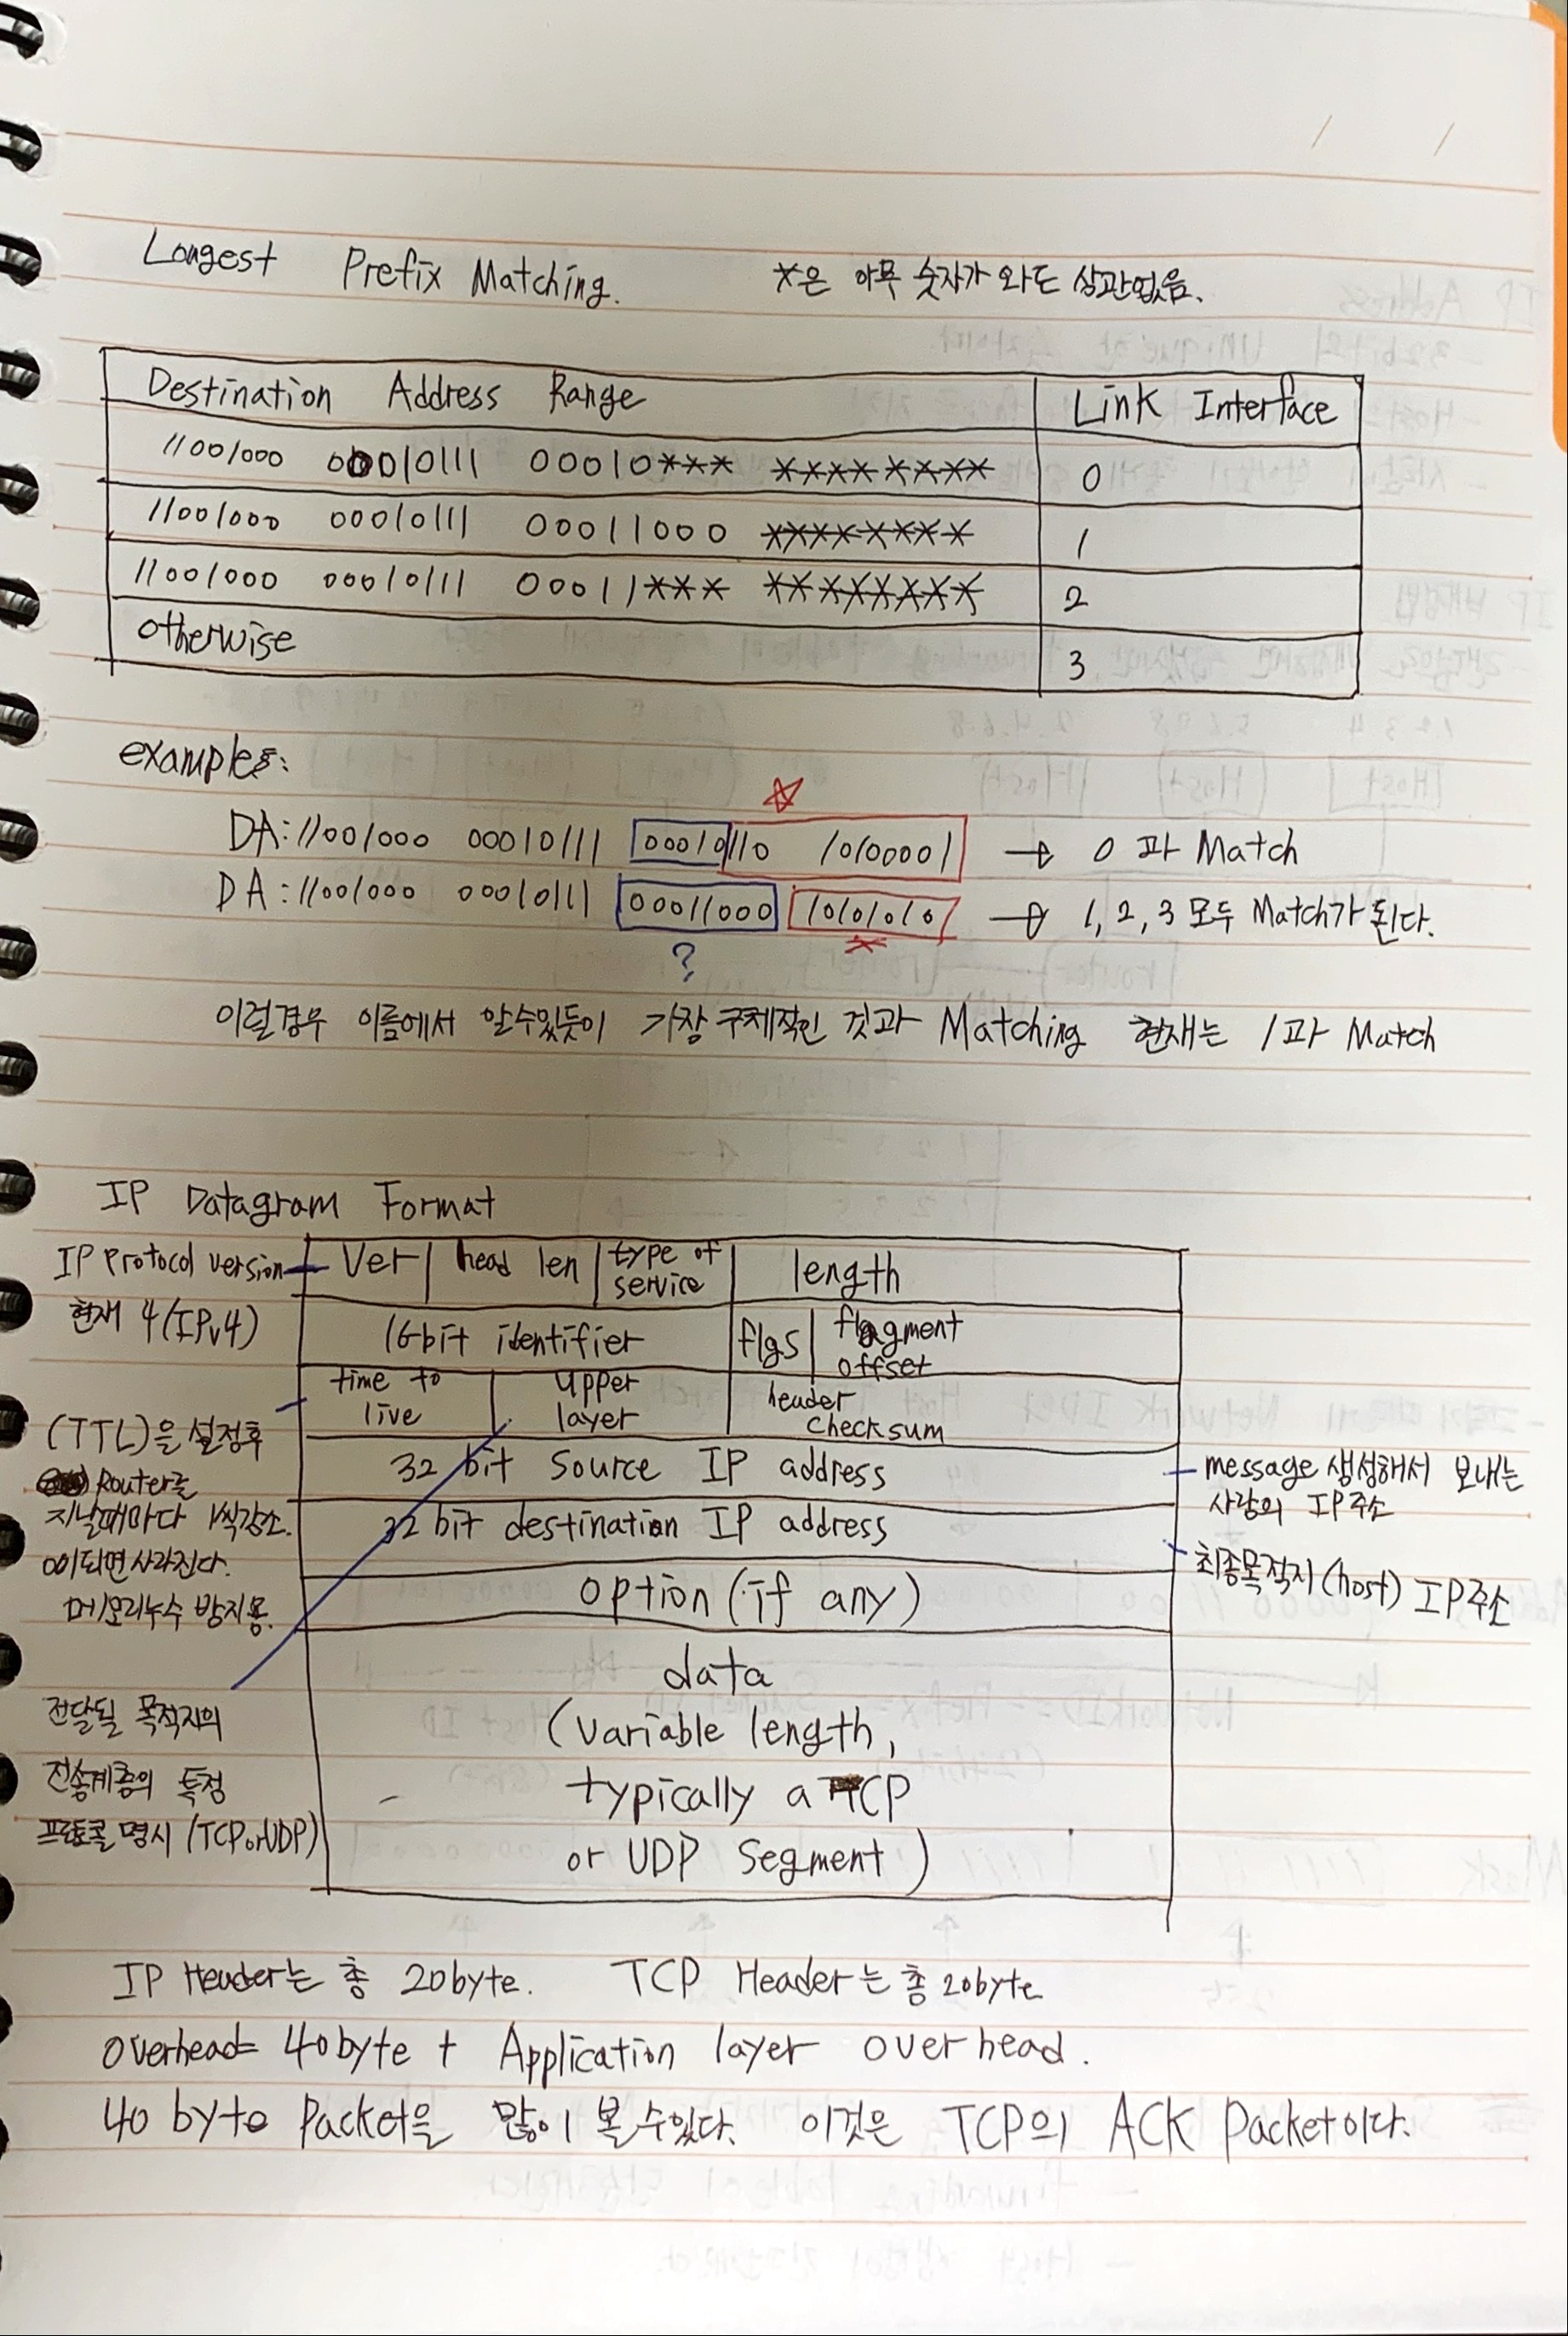 Longest Prefix Matching. *은 아무 숫자가 와도 상관없음.
Destination Address Range Link Interface
11001000 00010111 00010*** ******** 0
11001000 00010111 00011000 ******** 1
11001000 00010111 00011*** ******** 2
otherwise 3
examples:
DA:11001000 00010111 00010110 10100001 → 0 과 Match
DA:11001000 00010111 00011000 10101010 → 1, 2, 3 모두 Match가 된다.
?
이럴경우 이름에서 알수있듯이 가장 구체적인 것과 Matching 현재는 1과 Match
IP Datagram Format
IP Protocol version Ver head len type of service length
현재 4(IPv4) 16-bit identifier flgs fragment offset
time to live upper layer header checksum
(TTL)을 설정후
Router를
지날때마다 1씩감소.
0이되면사라진다.
메모리누수 방지용.
32 bit Source IP address
message 생성해서 보내는
사람의 IP주소
32 bit destination IP address
최종목적지(host) IP주소
option (if any)
data
(variable length,
typically a TCP
or UDP Segment)
전달될 목적지의
전송계층의 특정
프로토콜 명시 (TCPorUDP)
IP Header는 총 20byte. TCP Header는 총 20byte
overhead= 40byte + Application layer overhead.
40 byte Packet을 많이 볼 수있다. 이것은 TCP의 ACK Packet이다.